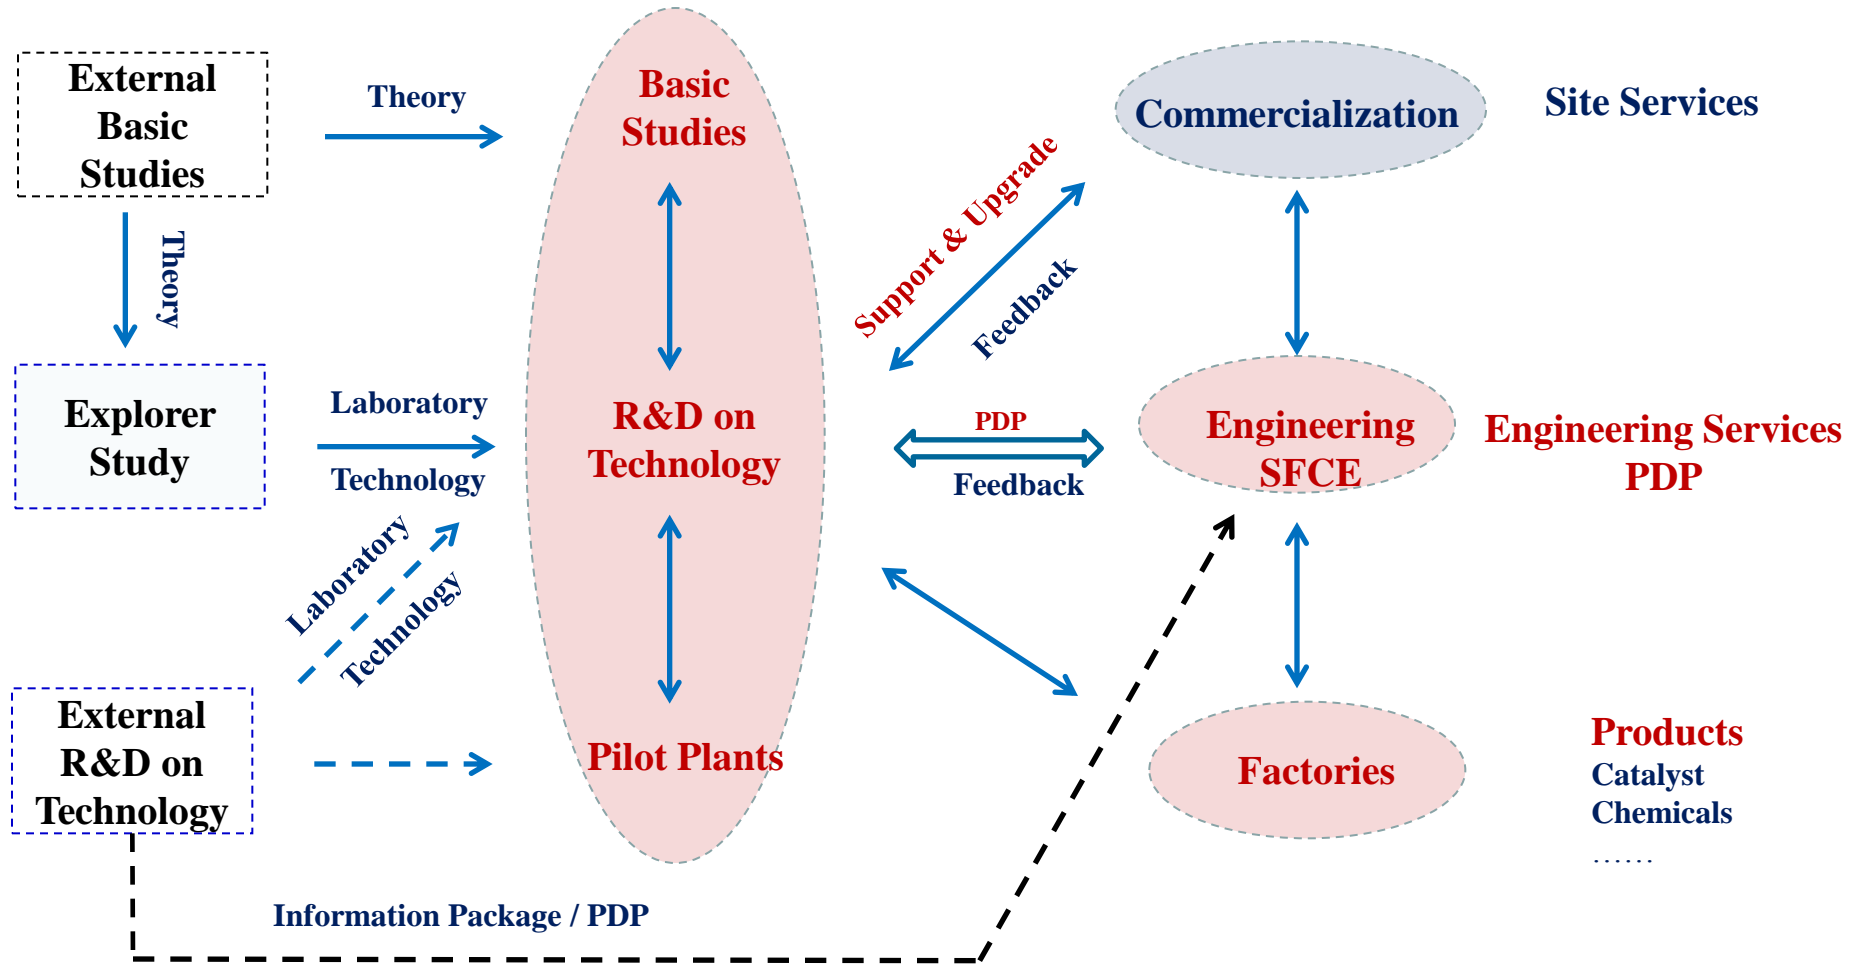 External
Basic
Studies
Theory
Theory
Explorer
Study
Laboratory
Technology
Laboratory
Technology
External
R&D on
Technology
Information Package / PDP
Basic
Studies
R&D on
Technology
Pilot Plants
Support & Upgrade
Feedback
PDP
Feedback
Commercialization
Site Services
Engineering
SFCE
Engineering Services
PDP
Factories
Products
Catalyst
Chemicals
……